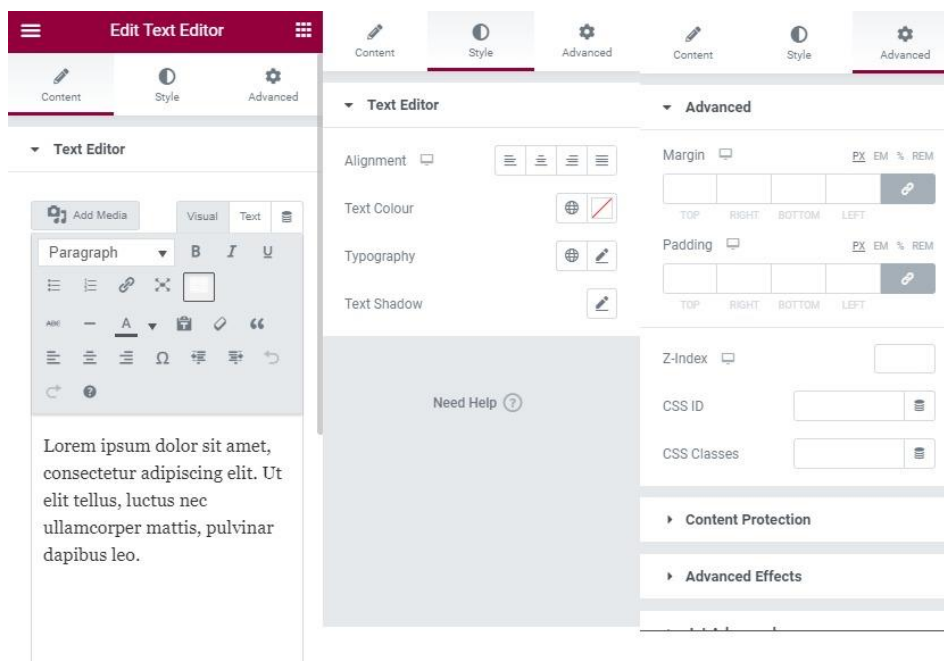 Edit Text Editor
Content Style Advanced
Text Editor
Add Media Visual Text
Paragraph B I U
ABC A “
Ω
?
Lorem ipsum dolor sit amet,
consectetur adipiscing elit. Ut
elit tellus, luctus nec
ullamcorper mattis, pulvinar
dapibus leo.
Content Style Advanced
Text Editor
Alignment
Text Colour
Typography
Text Shadow
Need Help ?
Content Style Advanced
Advanced
Margin PX EM % REM
TOP RIGHT BOTTOM LEFT
Padding PX EM % REM
TOP RIGHT BOTTOM LEFT
Z-Index
CSS ID
CSS Classes
Content Protection
Advanced Effects